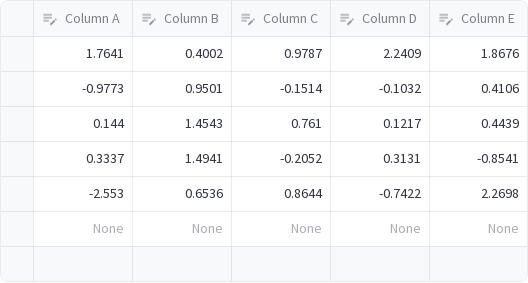 Column A Column B Column C Column D Column E
1.7641 0.4002 0.9787 2.2409 1.8676
-0.9773 0.9501 -0.1514 -0.1032 0.4106
0.144 1.4543 0.761 0.1217 0.4439
0.3337 1.4941 -0.2052 0.3131 -0.8541
-2.553 0.6536 0.8644 -0.7422 2.2698
None None None None None